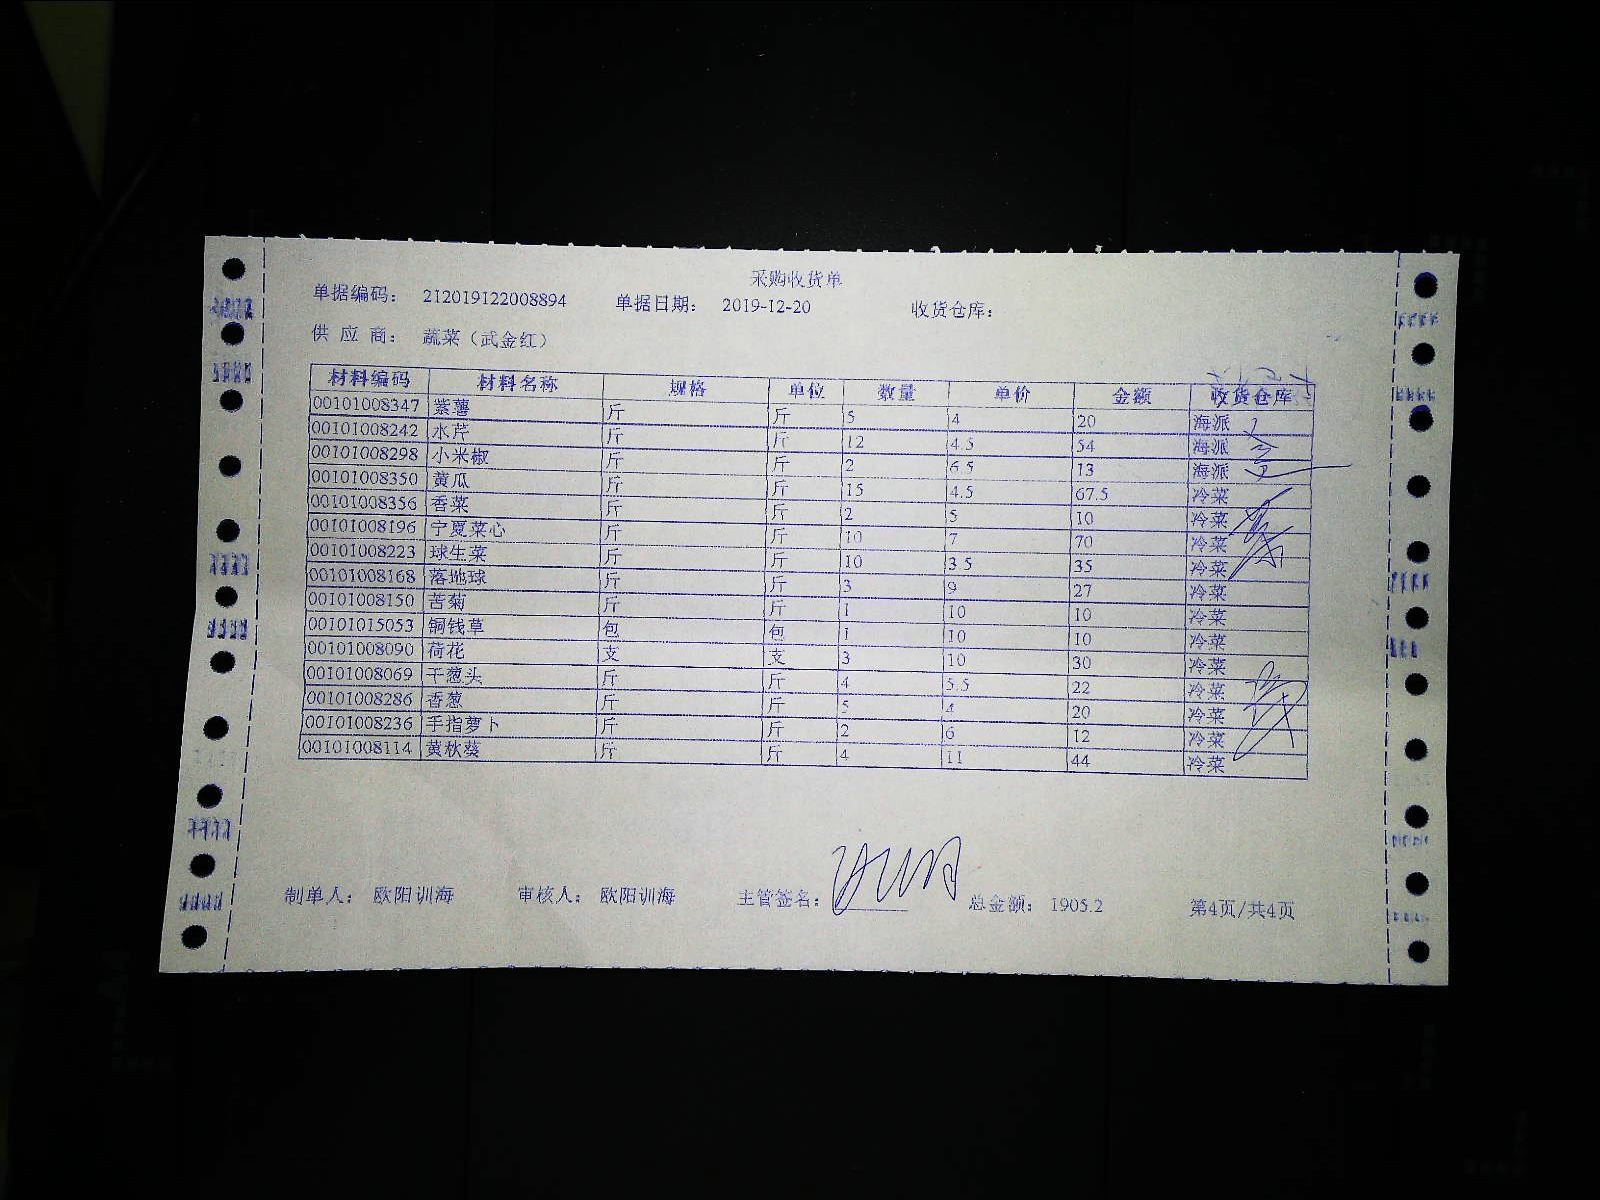 采购收货单
单据编码： 212019122008894 单据日期： 2019-12-20 收货仓库：
供 应 商： 蔬菜（武金红）
材料编码 材料名称 规格 单位 数量 单价 金额 收货仓库
00101008347 紫薯 斤 斤 5 4 20 海派
00101008242 水芹 斤 斤 12 4.5 54 海派
00101008298 小米椒 斤 斤 2 6.5 13 海派
00101008350 黄瓜 斤 斤 15 4.5 67.5 冷菜
00101008356 香菜 斤 斤 2 5 10 冷菜
00101008196 宁夏菜心 斤 斤 10 7 70 冷菜
00101008223 球生菜 斤 斤 10 3.5 35 冷菜
00101008168 落地球 斤 斤 3 9 27 冷菜
00101008150 苦菊 斤 斤 1 10 10 冷菜
00101015053 铜钱草 包 包 1 10 10 冷菜
00101008090 荷花 支 支 3 10 30 冷菜
00101008069 干葱头 斤 斤 4 5.5 22 冷菜
00101008286 香葱 斤 斤 5 4 20 冷菜
00101008236 手指萝卜 斤 斤 2 6 12 冷菜
00101008114 黄秋葵 斤 斤 4 11 44 冷菜
制单人： 欧阳训海 审核人： 欧阳训海 主管签名： 总金额： 1905.2 第4页/共4页